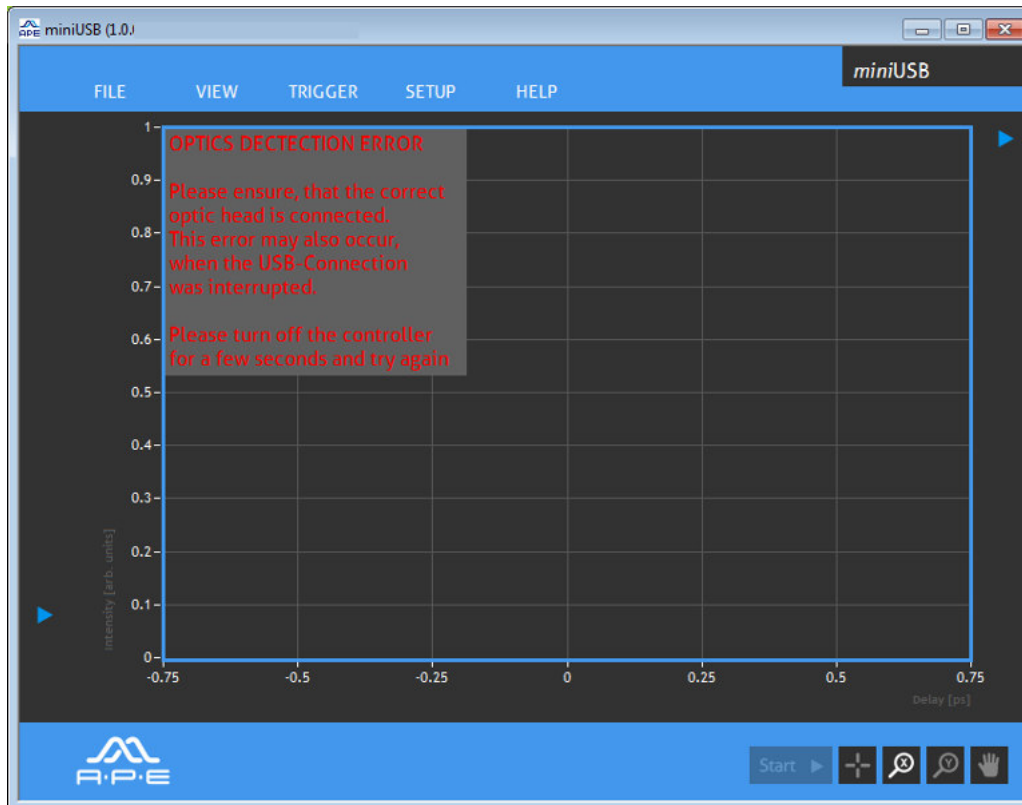 APE miniUSB (1.0.
miniUSB
FILE VIEW TRIGGER SETUP HELP
OPTICS DECTECTION ERROR
Please ensure, that the correct
optic head is connected.
This error may also occur,
when the USB-Connection
was interrupted.
Please turn off the controller
for a few seconds and try again
1
0.9
0.8
0.7
0.6
0.5
0.4
0.3
0.2
0.1
0
Intensity [arb. units]
-0.75 -0.5 -0.25 0 0.25 0.5 0.75
Delay [ps]
A·P·E
Start
X
Y